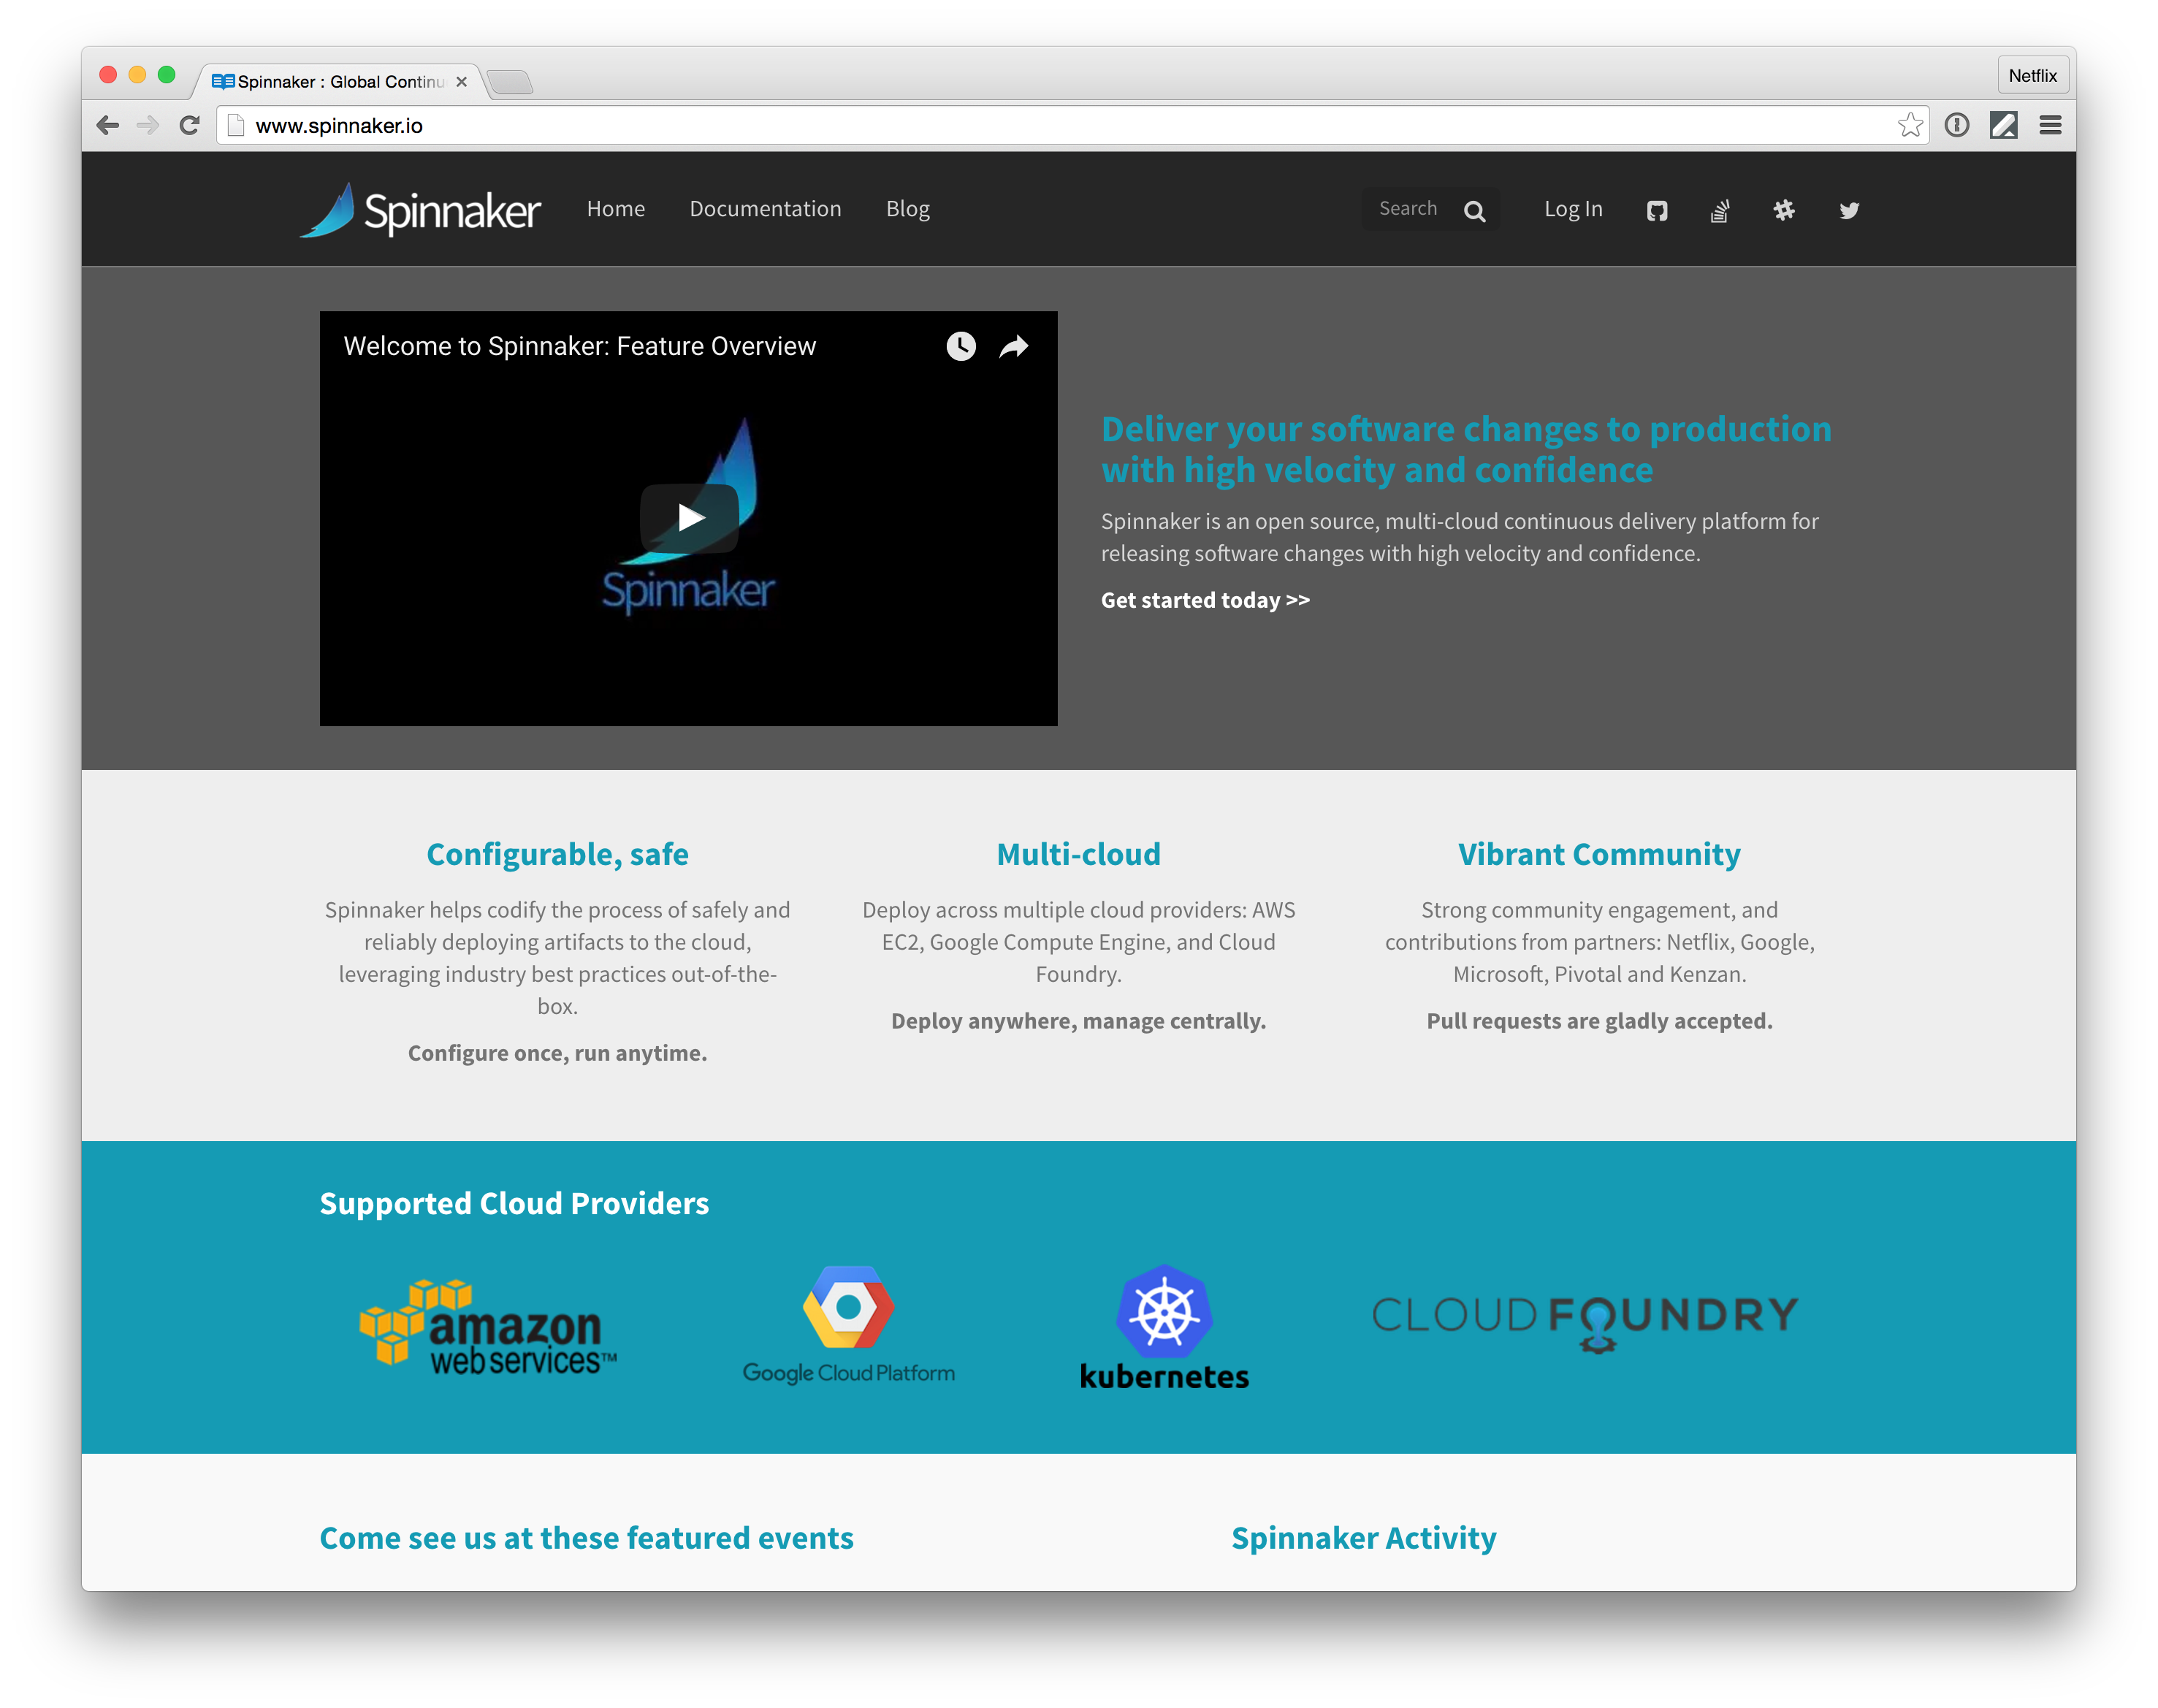 Spinnaker : Global Continu
Netflix
www.spinnaker.io
Spinnaker
Home
Documentation
Blog
Search
Log In
Welcome to Spinnaker: Feature Overview
Spinnaker
Deliver your software changes to production
with high velocity and confidence
Spinnaker is an open source, multi-cloud continuous delivery platform for
releasing software changes with high velocity and confidence.
Get started today >>
Configurable, safe
Spinnaker helps codify the process of safely and
reliably deploying artifacts to the cloud,
leveraging industry best practices out-of-the-
box.
Configure once, run anytime.
Multi-cloud
Deploy across multiple cloud providers: AWS
EC2, Google Compute Engine, and Cloud
Foundry.
Deploy anywhere, manage centrally.
Vibrant Community
Strong community engagement, and
contributions from partners: Netflix, Google,
Microsoft, Pivotal and Kenzan.
Pull requests are gladly accepted.
Supported Cloud Providers
amazon
web services™
Google Cloud Platform
kubernetes
CLOUD FOUNDRY
Come see us at these featured events
Spinnaker Activity